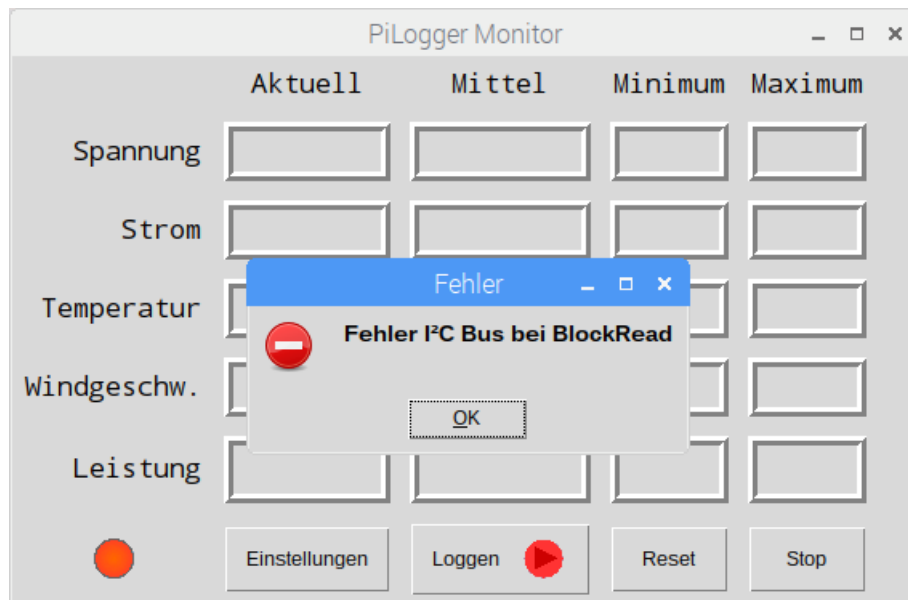 PiLogger Monitor
Aktuell Mittel Minimum Maximum
Spannung
Strom
Fehler
Temperatur
Fehler I²C Bus bei BlockRead
Windgeschw.
OK
Leistung
Einstellungen Loggen Reset Stop